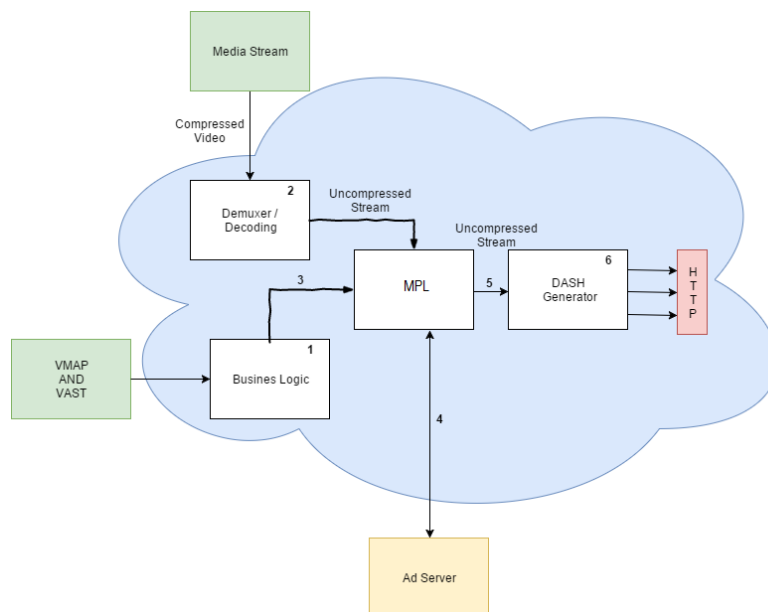 Media Stream
Compressed
Video
2
Demuxer /
Decoding
Uncompressed
Stream
Uncompressed
Stream
MPL
5
6
DASH
Generator
H
T
T
P
3
1
Busines Logic
VMAP
AND
VAST
4
Ad Server